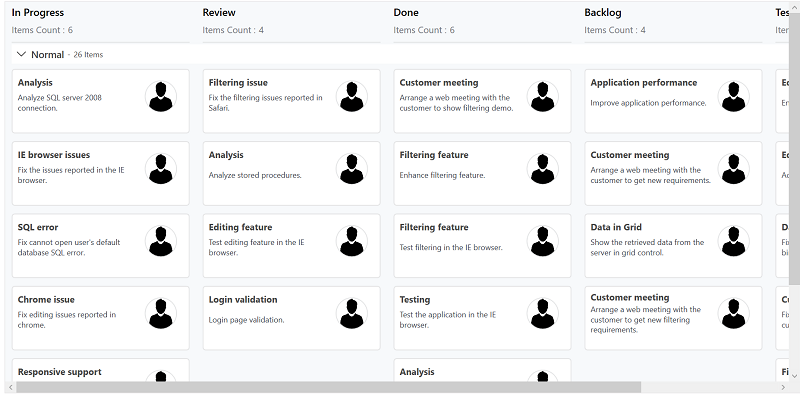 In Progress
Items Count : 6
Review
Items Count : 4
Done
Items Count : 6
Backlog
Items Count : 4
Tes
Item
Normal - 26 Items
Analysis
Analyze SQL server 2008
connection.
IE browser issues
Fix the issues reported in the IE
browser.
SQL error
Fix cannot open user's default
database SQL error.
Chrome issue
Fix editing issues reported in
chrome.
Responsive support
Filtering issue
Fix the filtering issues reported in
Safari.
Analysis
Analyze stored procedures.
Editing feature
Test editing feature in the IE
browser.
Login validation
Login page validation.
Customer meeting
Arrange a web meeting with the
customer to show filtering demo.
Filtering feature
Enhance filtering feature.
Filtering feature
Test filtering in the IE browser.
Testing
Test the application in the IE
browser.
Analysis
Application performance
Improve application performance.
Customer meeting
Arrange a web meeting with the
customer to get new requirements.
Data in Grid
Show the retrieved data from the
server in grid control.
Customer meeting
Arrange a web meeting with the
customer to get new filtering
requirements.